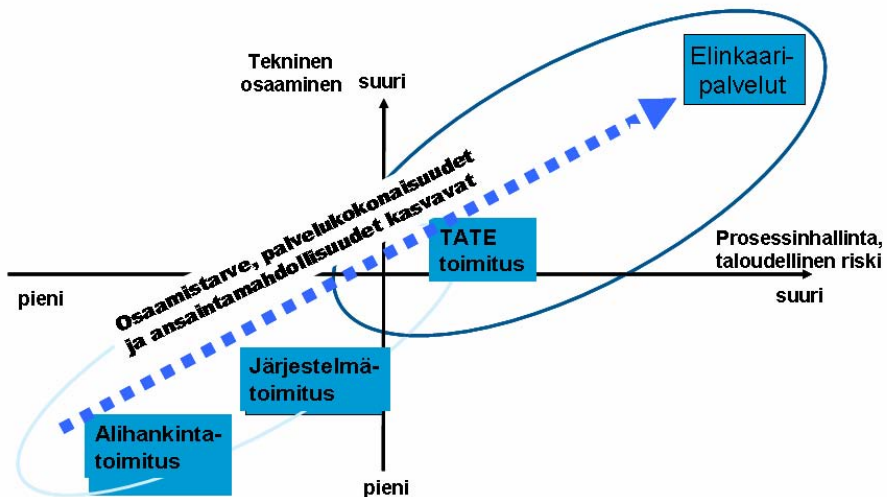 Tekninen
osaaminen
suuri
Elinkaari-
palvelut
Osaamistarve, palvelukokonaisuudet
ja ansaintamahdollisuudet kasvavat
TATE
toimitus
Prosessinhallinta,
taloudellinen riski
pieni
suuri
Järjestelmä-
toimitus
Alihankinta-
toimitus
pieni